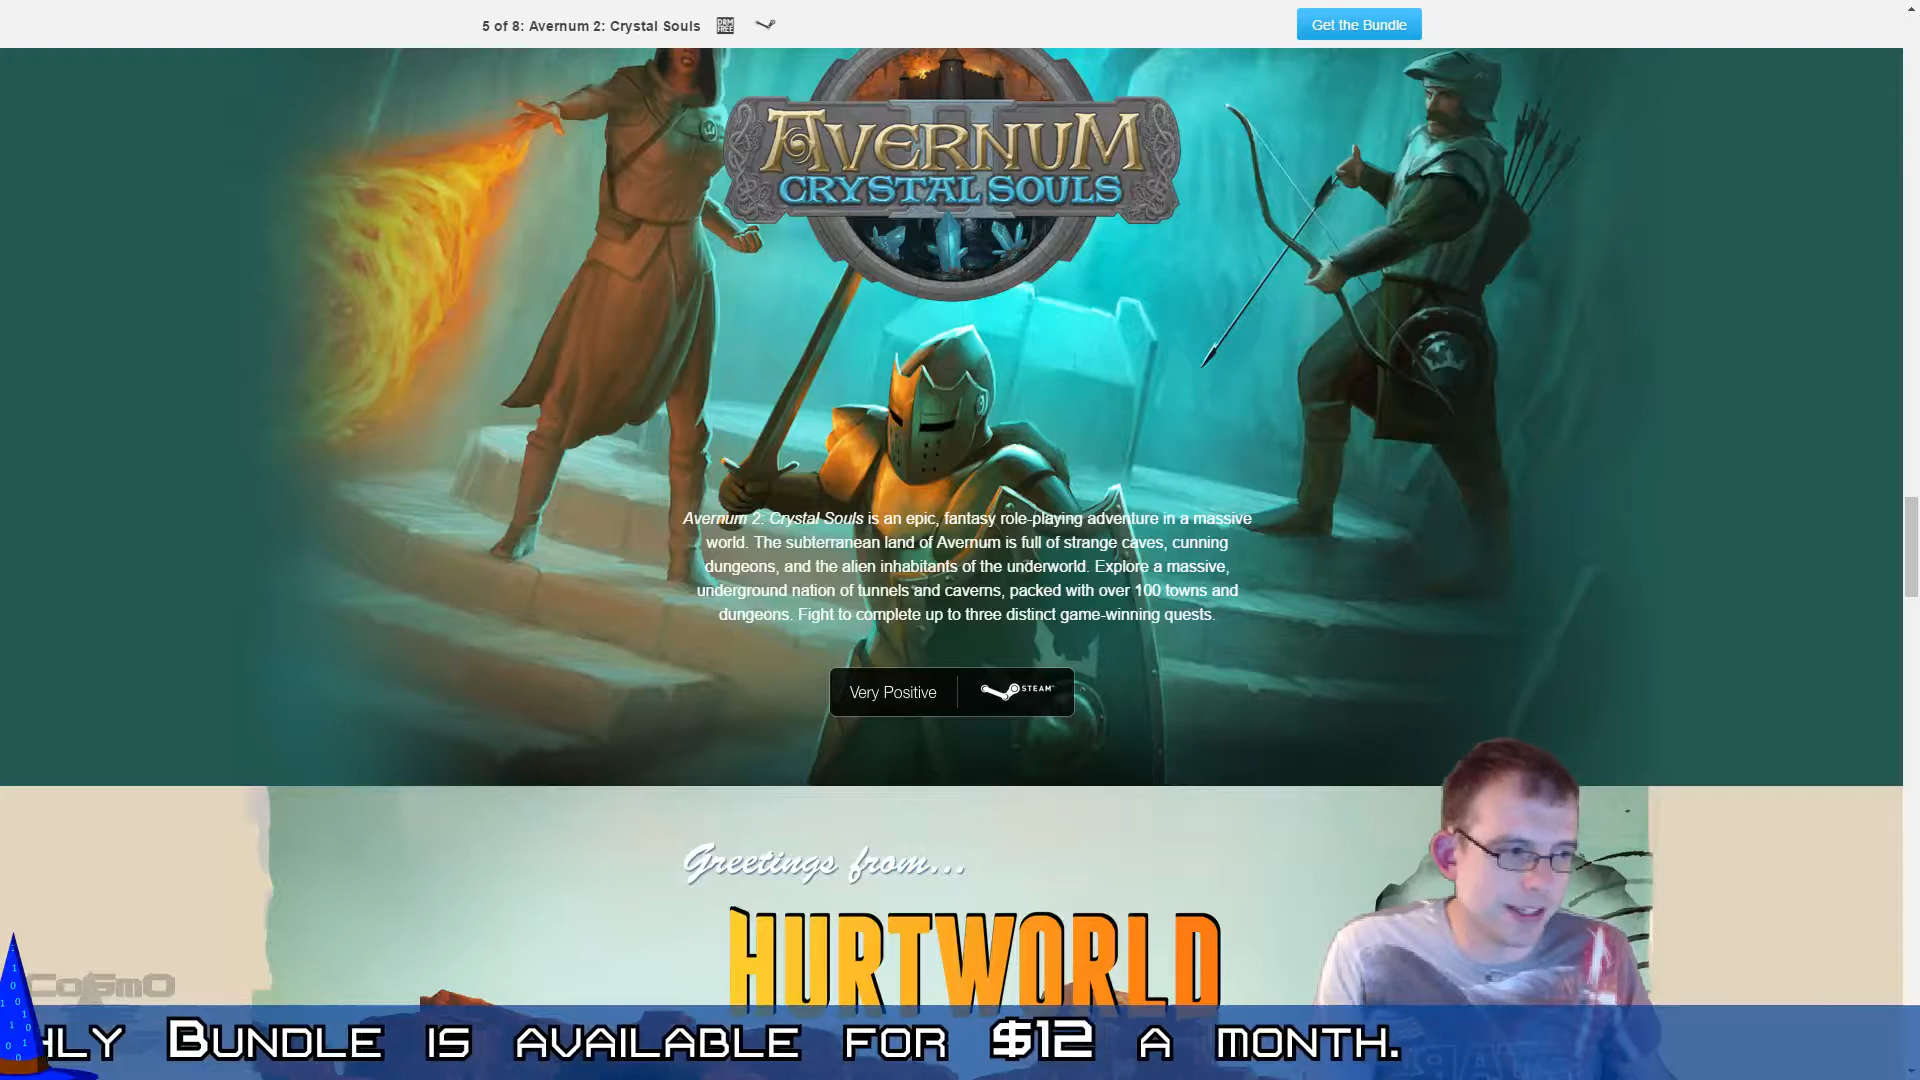 5 of 8: Avernum 2: Crystal Souls
DRM FREE
Get the Bundle
AVERNUM
CRYSTAL SOULS
Avernum 2: Crystal Souls is an epic, fantasy role-playing adventure in a massive
world. The subterranean land of Avernum is full of strange caves, cunning
dungeons, and the alien inhabitants of the underworld. Explore a massive,
underground nation of tunnels and caverns, packed with over 100 towns and
dungeons. Fight to complete up to three distinct game-winning quests.
Very Positive
STEAM
Greetings from...
HURTWORLD
CoGmO
hly Bundle is available for $12 a month.